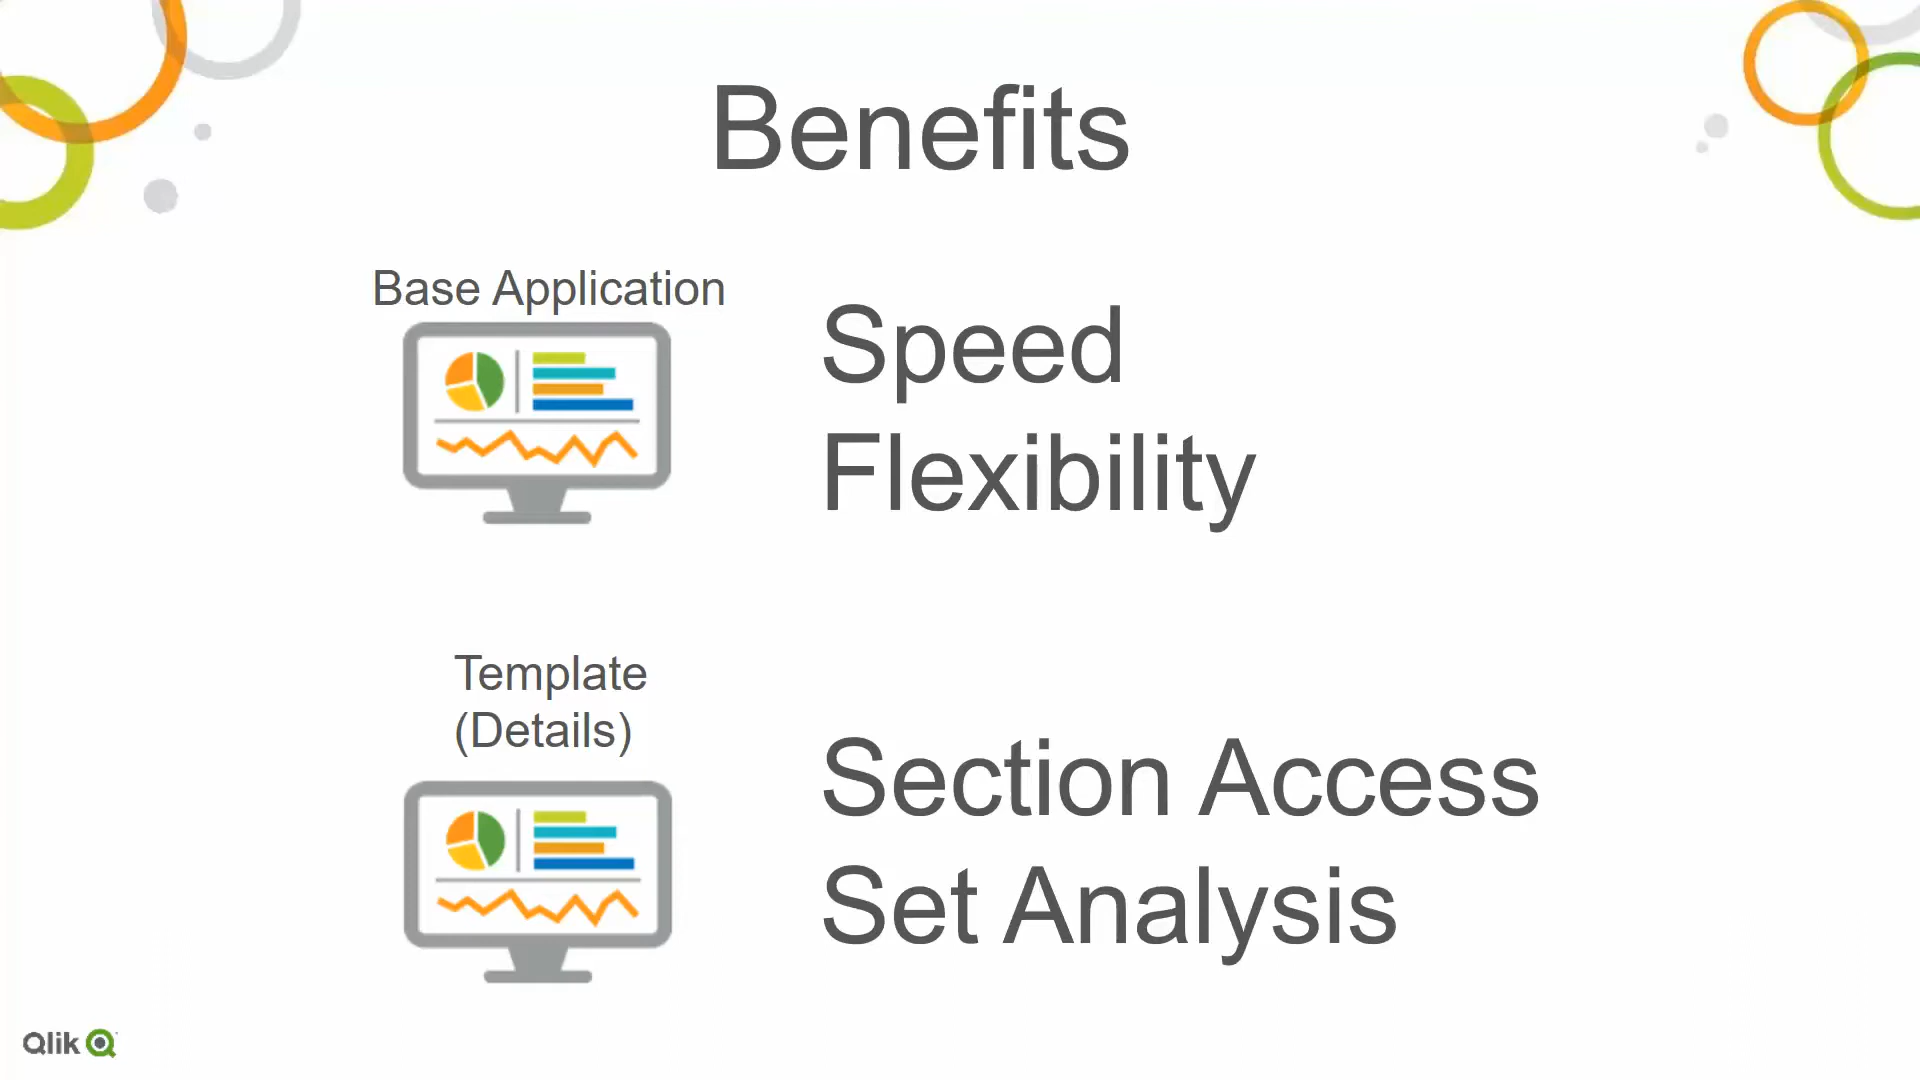 Benefits
Base Application
Speed
Flexibility
Template
(Details)
Section Access
Set Analysis
Qlik